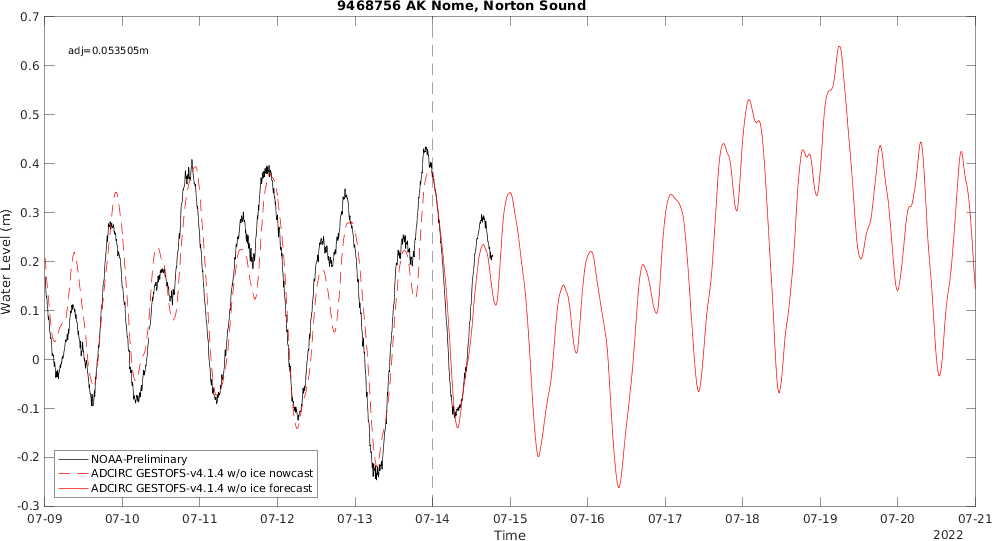 9468756 AK Nome, Norton Sound
adj=0.053505m
0.7
0.6
0.5
0.4
0.3
0.2
0.1
0
-0.1
-0.2
-0.3
Water Level (m)
NOAA-Preliminary
ADCIRC GESTOFS-v4.1.4 w/o ice nowcast
ADCIRC GESTOFS-v4.1.4 w/o ice forecast
07-09 07-10 07-11 07-12 07-13 07-14 07-15 07-16 07-17 07-18 07-19 07-20 07-21
Time
2022